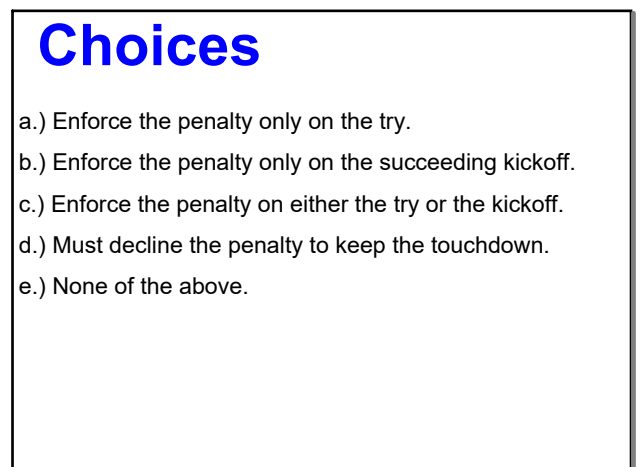 Choices
a.) Enforce the penalty only on the try.
b.) Enforce the penalty only on the succeeding kickoff.
c.) Enforce the penalty on either the try or the kickoff.
d.) Must decline the penalty to keep the touchdown.
e.) None of the above.